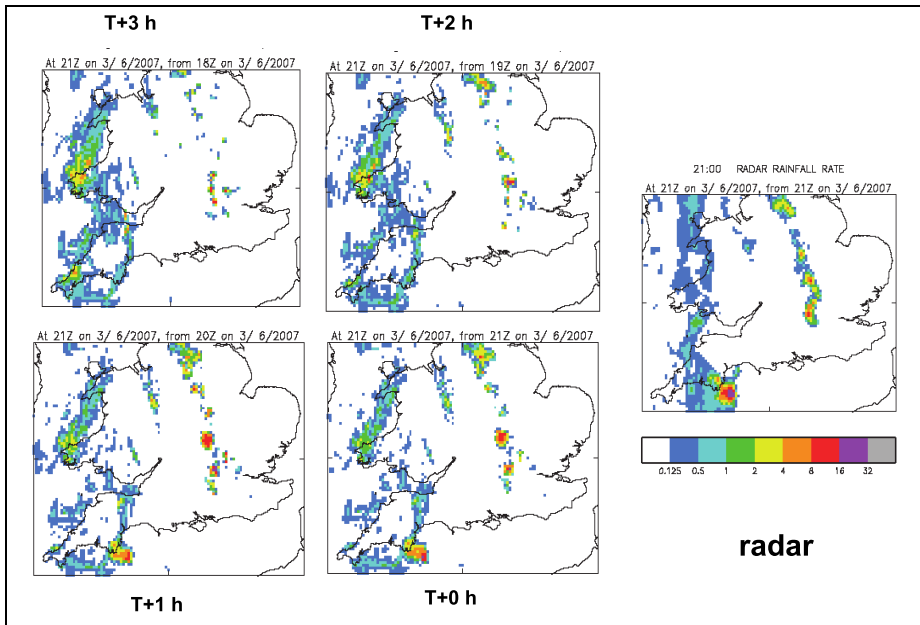 T+3 h
T+2 h
At 21Z on 3/ 6/2007, from 18Z on 3/ 6/2007
At 21Z on 3/ 6/2007, from 19Z on 3/ 6/2007
21:00 RADAR RAINFALL RATE
At 21Z on 3/ 6/2007, from 21Z on 3/ 6/2007
At 21Z on 3/ 6/2007, from 20Z on 3/ 6/2007
At 21Z on 3/ 6/2007, from 21Z on 3/ 6/2007
0.125 0.5 1 2 4 8 16 32
radar
T+1 h
T+0 h